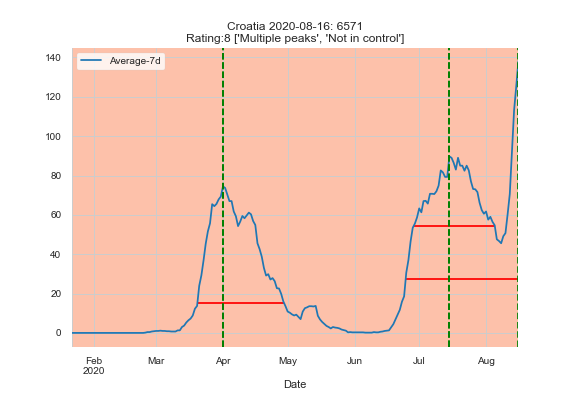 Croatia 2020-08-16: 6571
Rating:8 ['Multiple peaks', 'Not in control']
Average-7d
140
120
100
80
60
40
20
0
Feb Mar Apr May Jun Jul Aug
2020
Date